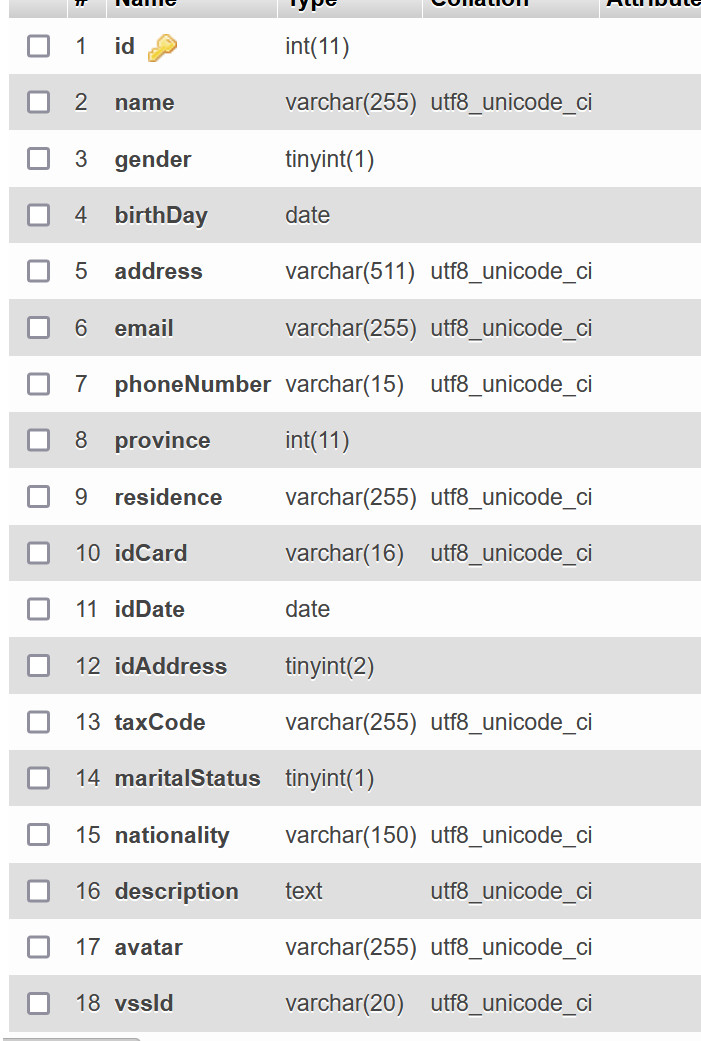 # Name Type Collation Attribute
1 id int(11)
2 name varchar(255) utf8_unicode_ci
3 gender tinyint(1)
4 birthDay date
5 address varchar(511) utf8_unicode_ci
6 email varchar(255) utf8_unicode_ci
7 phoneNumber varchar(15) utf8_unicode_ci
8 province int(11)
9 residence varchar(255) utf8_unicode_ci
10 idCard varchar(16) utf8_unicode_ci
11 idDate date
12 idAddress tinyint(2)
13 taxCode varchar(255) utf8_unicode_ci
14 maritalStatus tinyint(1)
15 nationality varchar(150) utf8_unicode_ci
16 description text utf8_unicode_ci
17 avatar varchar(255) utf8_unicode_ci
18 vssId varchar(20) utf8_unicode_ci